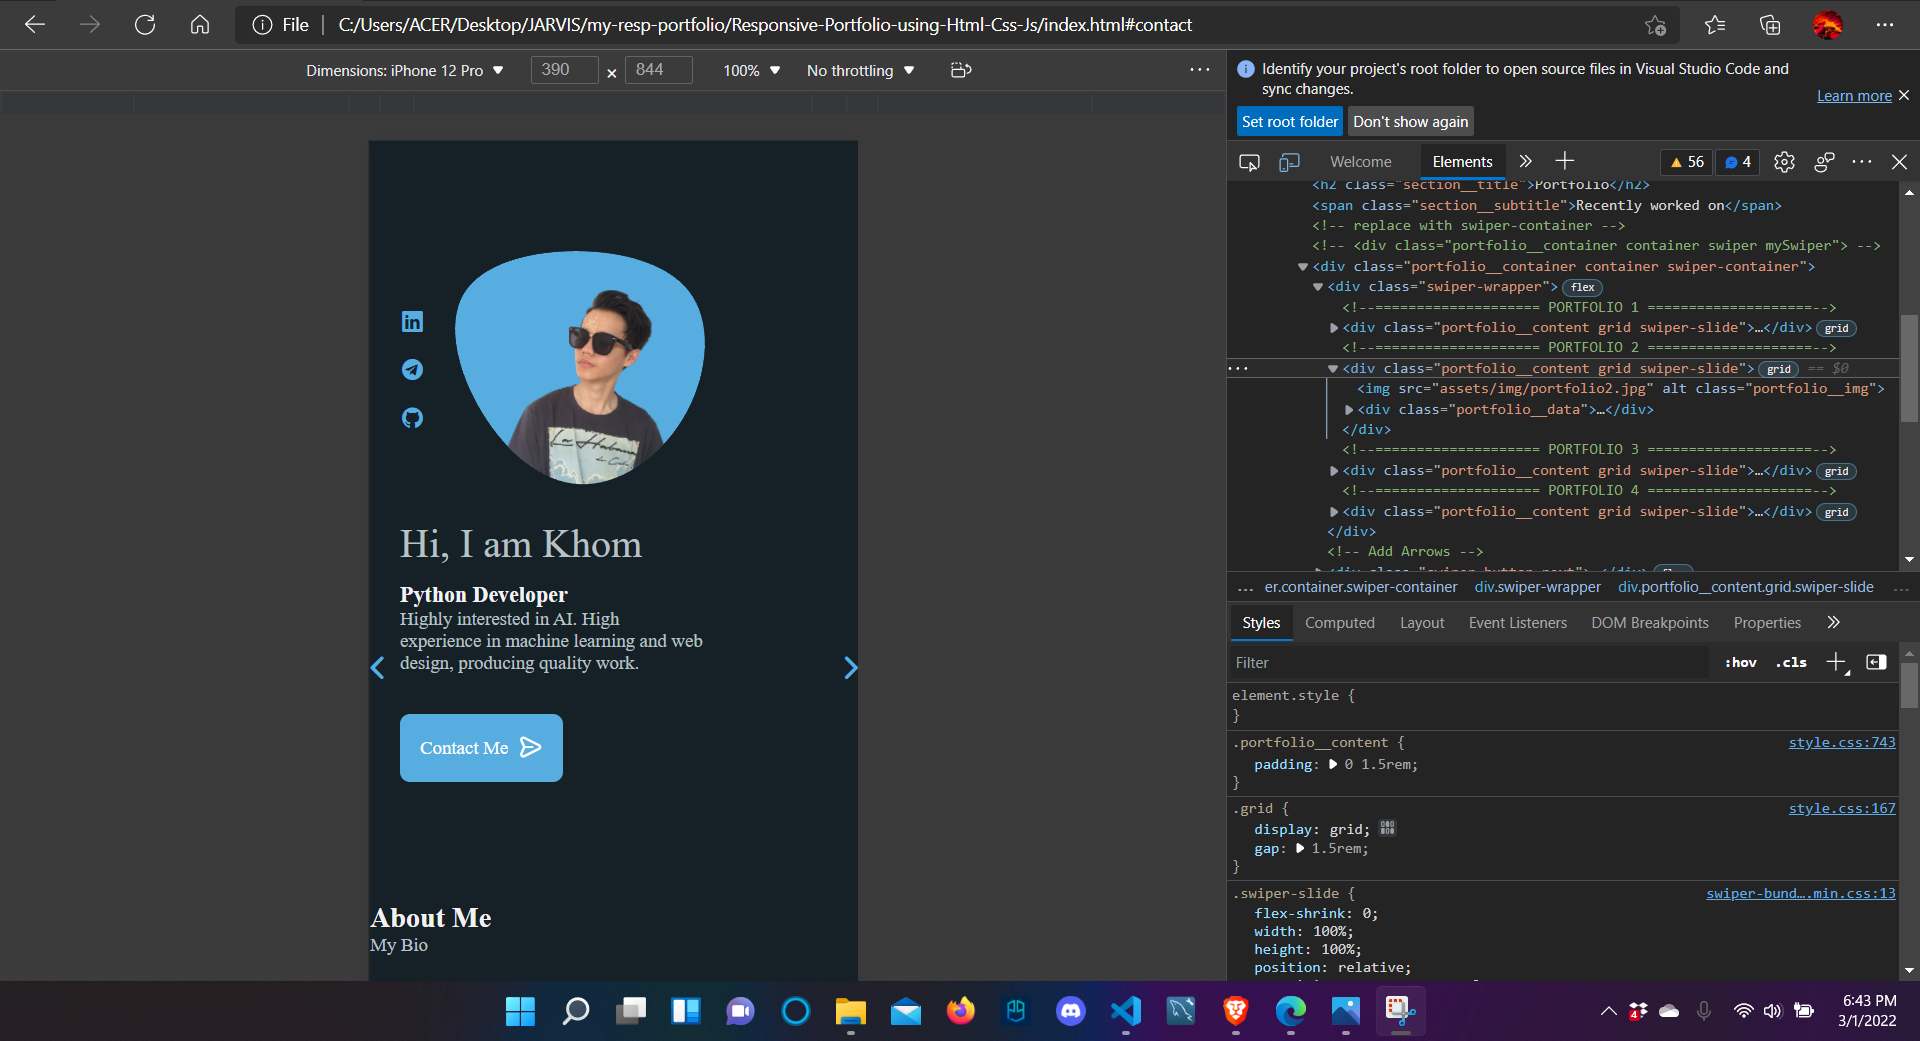 File
C:/Users/ACER/Desktop/JARVIS/my-resp-portfolio/Responsive-Portfolio-using-Html-Css-Js/index.html#contact
Dimensions: iPhone 12 Pro
390
×
844
100%
No throttling
Identify your project's root folder to open source files in Visual Studio Code and
sync changes.
Learn more
Set root folder
Don't show again
Welcome
Elements
56
4
<h2 class="section__title">Portfolio</h2>
<span class="section__subtitle">Recently worked on</span>
<!-- replace with swiper-container -->
<!-- <div class="portfolio__container container swiper mySwiper"> -->
<div class="portfolio__container container swiper-container">
<div class="swiper-wrapper"> flex
<!--==================== PORTFOLIO 1 ====================-->
<div class="portfolio__content grid swiper-slide">…</div> grid
<!--==================== PORTFOLIO 2 ====================-->
<div class="portfolio__content grid swiper-slide"> grid == $0
<img src="assets/img/portfolio2.jpg" alt class="portfolio__img">
<div class="portfolio__data">…</div>
</div>
<!--==================== PORTFOLIO 3 ====================-->
<div class="portfolio__content grid swiper-slide">…</div> grid
<!--==================== PORTFOLIO 4 ====================-->
<div class="portfolio__content grid swiper-slide">…</div> grid
</div>
<!-- Add Arrows -->
... er.container.swiper-container div.swiper-wrapper div.portfolio__content.grid.swiper-slide ...
Styles
Computed
Layout
Event Listeners
DOM Breakpoints
Properties
Filter
:hov
.cls
element.style {
}
.portfolio__content {
style.css:743
padding: 0 1.5rem;
}
.grid {
style.css:167
display: grid;
gap: 1.5rem;
}
.swiper-slide {
swiper-bund….min.css:13
flex-shrink: 0;
width: 100%;
height: 100%;
position: relative;
in
La Habana
Hi, I am Khom
Python Developer
Highly interested in AI. High
experience in machine learning and web
design, producing quality work.
Contact Me
About Me
My Bio
4
6:43 PM
3/1/2022